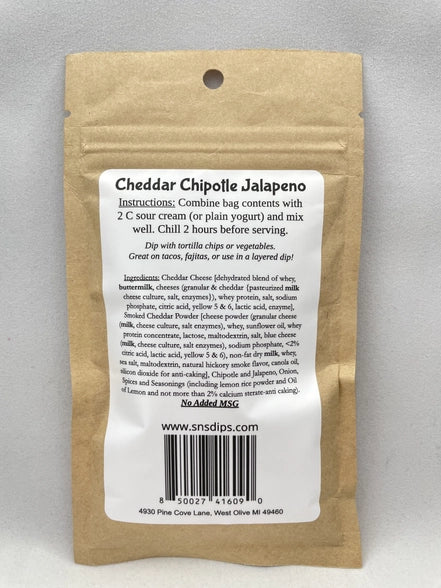 Cheddar Chipotle Jalapeno
Instructions: Combine bag contents with
2 C sour cream (or plain yogurt) and mix
well. Chill 2 hours before serving.
Dip with tortilla chips or vegetables.
Great on tacos, fajitas, or use in a layered dip!
Ingredients: Cheddar Cheese [dehydrated blend of whey,
buttermilk, cheeses (granular & cheddar {pasteurized milk
cheese culture, salt, enzymes}), whey protein, salt, sodium
phosphate, citric acid, yellow 5 & 6, lactic acid, enzyme],
Smoked Cheddar Powder [cheese powder (granular cheese
(milk, cheese culture, salt enzymes), whey, sunflower oil, whey
protein concentrate, lactose, maltodextrin, salt, blue cheese
(milk, cheese culture, salt enzymes), sodium phosphate, <2%
citric acid, lactic acid, yellow 5 & 6), non-fat dry milk, whey,
sea salt, maltodextrin, natural hickory smoke flavor, canola oil,
silicon dioxide for anti-caking], Chipotle and Jalapeno, Onion,
Spices and Seasonings (including lemon rice powder and Oil
of Lemon and not more than 2% calcium sterate-anti caking).
No Added MSG
www.snsdips.com
8 50027 41609 0
4930 Pine Cove Lane, West Olive MI 49460